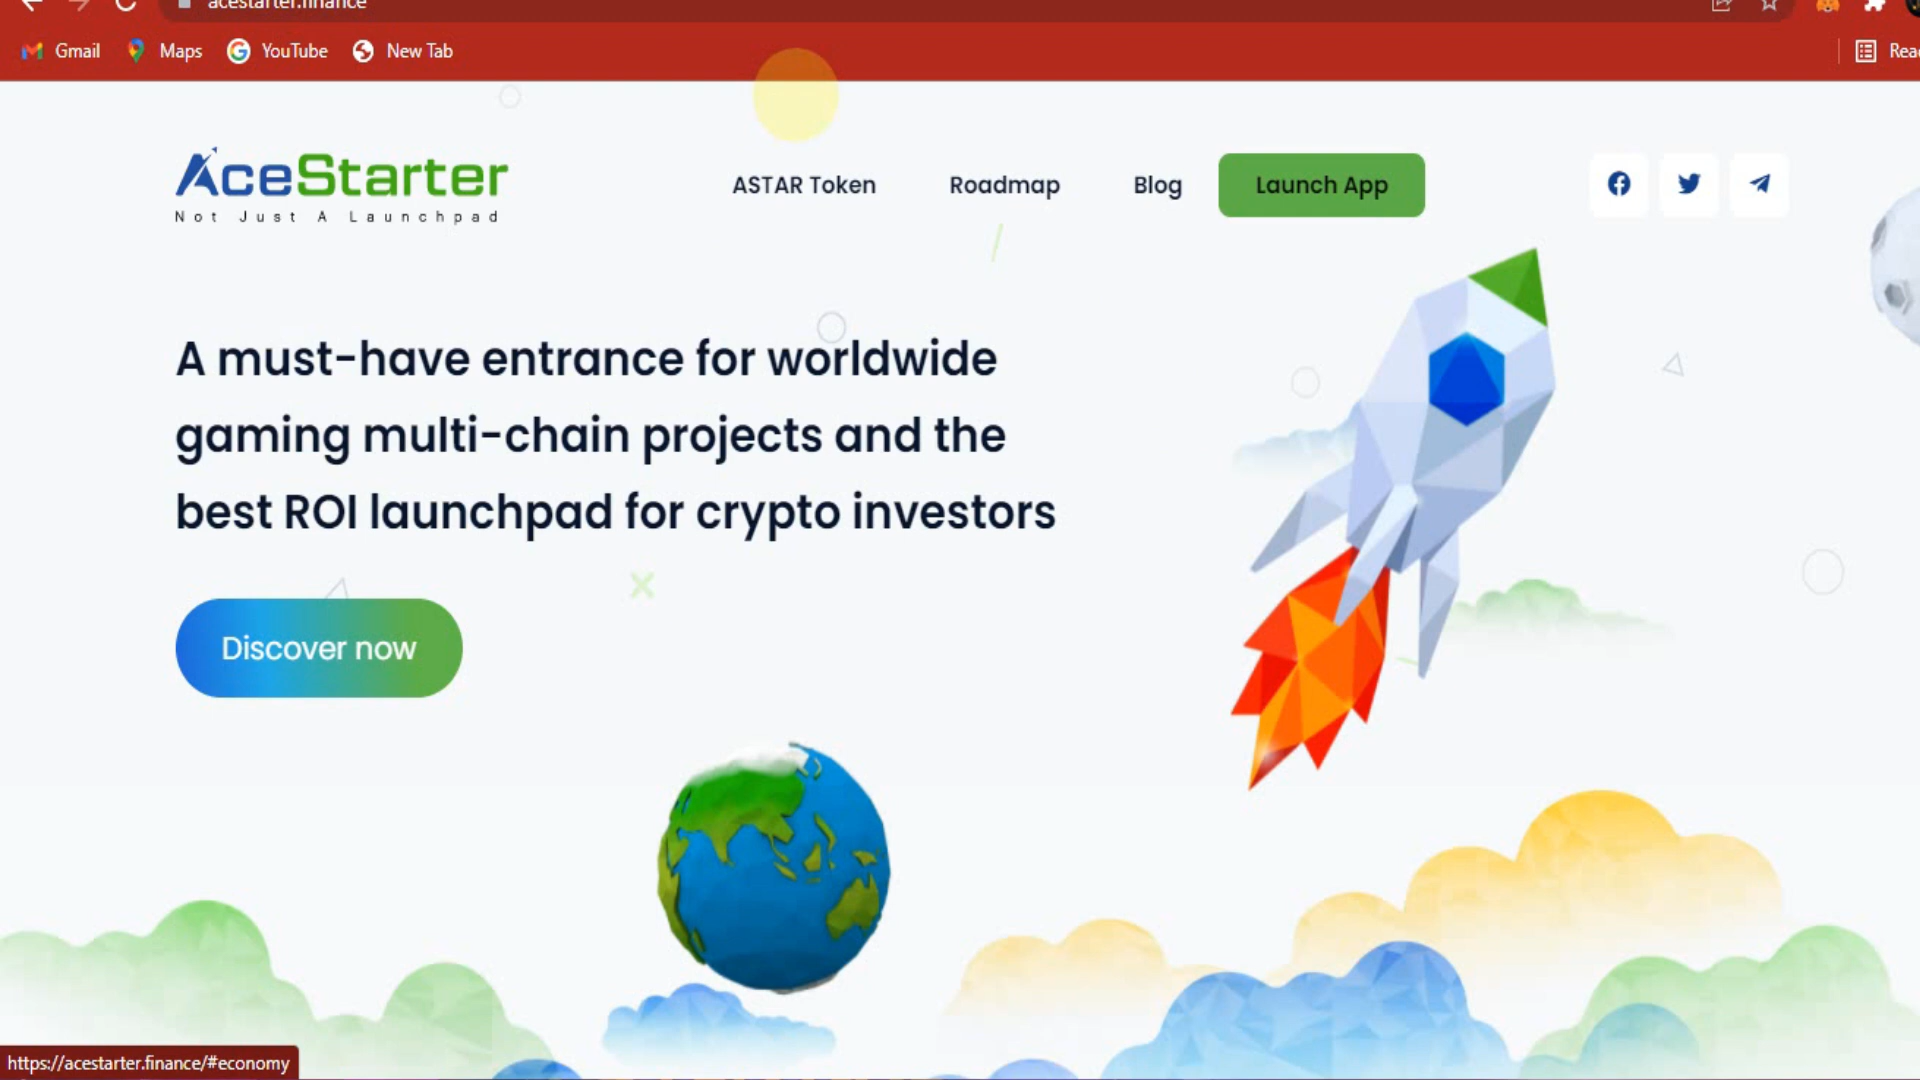 acestarter.finance
Gmail
Maps
YouTube
New Tab
AceStarter
Not Just A Launchpad
ASTAR Token
Roadmap
Blog
Launch App
A must-have entrance for worldwide
gaming multi-chain projects and the
best ROI launchpad for crypto investors
Discover now
https://acestarter.finance/#economy